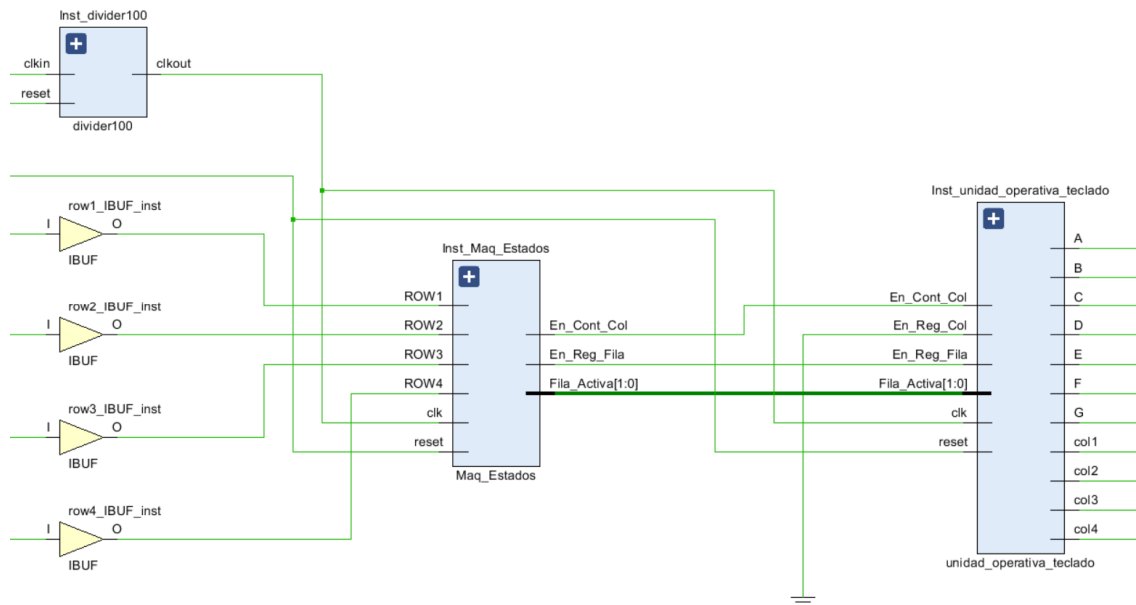 Inst_divider100
clkin
clkout
reset
divider100
row1_IBUF_inst
I
O
IBUF
row2_IBUF_inst
I
O
IBUF
row3_IBUF_inst
I
O
IBUF
row4_IBUF_inst
I
O
IBUF
Inst_Maq_Estados
ROW1
ROW2
ROW3
ROW4
clk
reset
En_Cont_Col
En_Reg_Fila
Fila_Activa[1:0]
Maq_Estados
Inst_unidad_operativa_teclado
En_Cont_Col
En_Reg_Col
En_Reg_Fila
Fila_Activa[1:0]
clk
reset
A
B
C
D
E
F
G
col1
col2
col3
col4
unidad_operativa_teclado